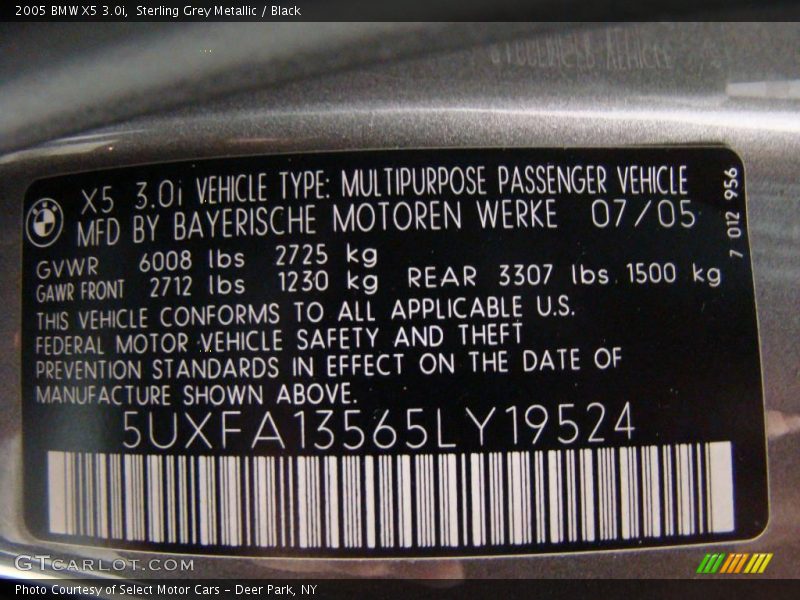 2005 BMW X5 3.0i, Sterling Grey Metallic / Black
X5 3.0i VEHICLE TYPE: MULTIPURPOSE PASSENGER VEHICLE
MFD BY BAYERISCHE MOTOREN WERKE 07/05
GVWR 6008 lbs 2725 kg
GAWR FRONT 2712 lbs 1230 kg REAR 3307 lbs 1500 kg
THIS VEHICLE CONFORMS TO ALL APPLICABLE U.S.
FEDERAL MOTOR VEHICLE SAFETY AND THEFT
PREVENTION STANDARDS IN EFFECT ON THE DATE OF
MANUFACTURE SHOWN ABOVE.
5UXFA13565LY19524
7 012 956
GTCARLOT.COM
Photo Courtesy of Select Motor Cars - Deer Park, NY